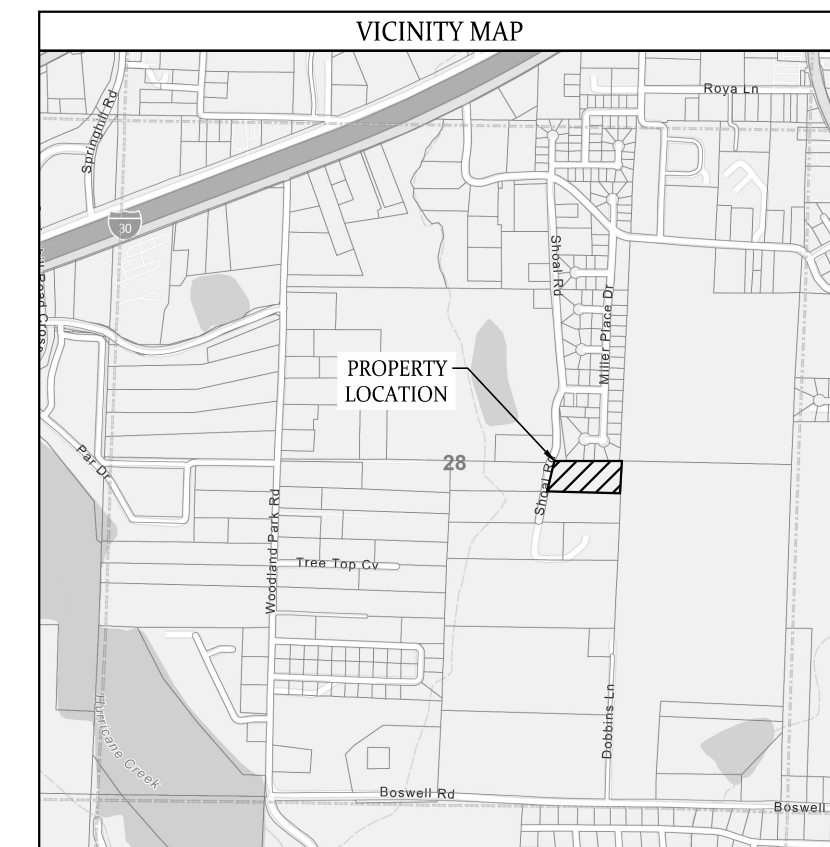 VICINITY MAP
Roya Ln
Springhill Rd
30
Shoal Rd
Miller Place Dr
PROPERTY
LOCATION
28
Shoal Rd
Par Dr
Woodland Park Rd
Tree Top Cv
Dobbins Ln
Hurricane Creek
Boswell Rd
Boswell